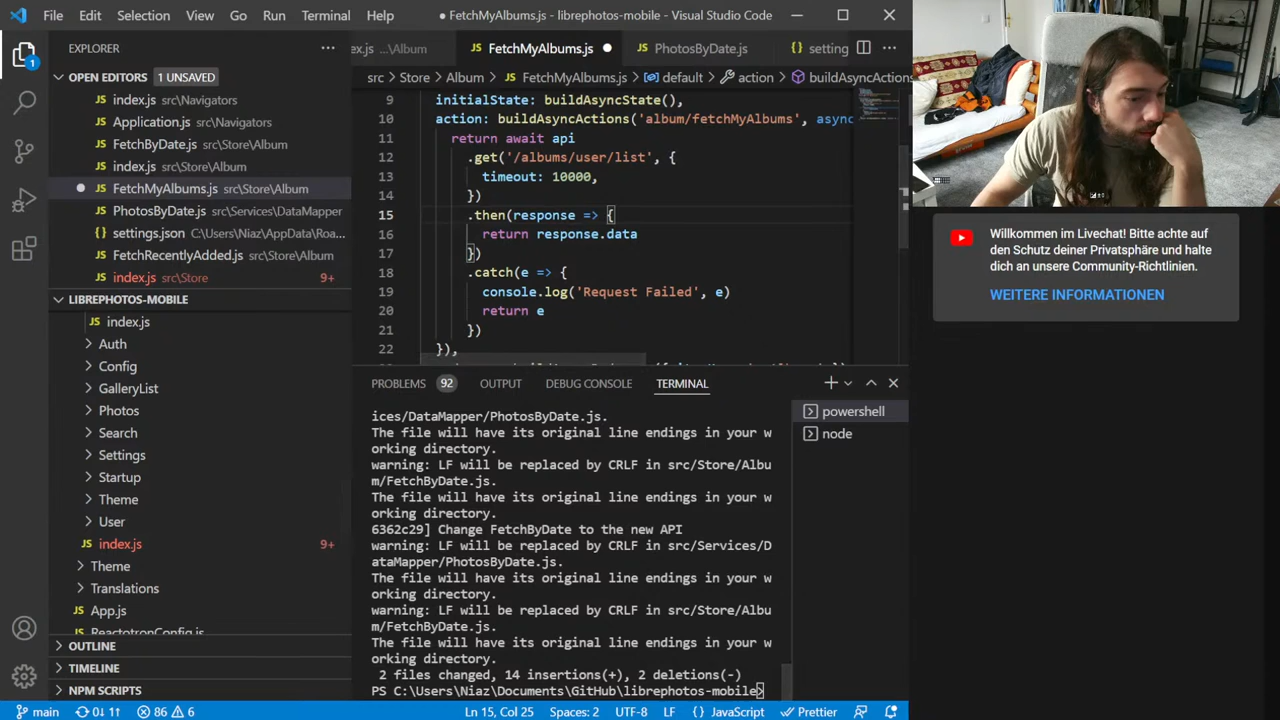 File Edit Selection View Go Run Terminal Help
● FetchMyAlbums.js - librephotos-mobile - Visual Studio Code
EXPLORER
OPEN EDITORS 1 UNSAVED
index.js src\Navigators
Application.js src\Navigators
FetchByDate.js src\Store\Album
index.js src\Store\Album
FetchMyAlbums.js src\Store\Album
PhotosByDate.js src\Services\DataMapper
settings.json C:\Users\Niaz\AppData\Roa...
FetchRecentlyAdded.js src\Store\Album
index.js src\Store 9+
LIBREPHOTOS-MOBILE
index.js
Auth
Config
GalleryList
Photos
Search
Settings
Startup
Theme
User
index.js 9+
Theme
Translations
App.js
ReactotronConfig.js
OUTLINE
TIMELINE
NPM SCRIPTS
ex.js ...\Album
FetchMyAlbums.js
PhotosByDate.js
setting
src > Store > Album > FetchMyAlbums.js > default > action > buildAsyncActions
9 initialState: buildAsyncState(),
10 action: buildAsyncActions('album/fetchMyAlbums', async
11 return await api
12 .get('/albums/user/list', {
13 timeout: 10000,
14 })
15 .then(response => {
16 return response.data
17 })
18 .catch(e => {
19 console.log('Request Failed', e)
20 return e
21 })
22 }),
PROBLEMS 92 OUTPUT DEBUG CONSOLE TERMINAL
ices/DataMapper/PhotosByDate.js.
The file will have its original line endings in your w
orking directory.
warning: LF will be replaced by CRLF in src/Store/Albu
m/FetchByDate.js.
The file will have its original line endings in your w
orking directory.
6362c29] Change FetchByDate to the new API
warning: LF will be replaced by CRLF in src/Services/D
ataMapper/PhotosByDate.js.
The file will have its original line endings in your w
orking directory.
warning: LF will be replaced by CRLF in src/Store/Albu
m/FetchByDate.js.
The file will have its original line endings in your w
orking directory.
2 files changed, 14 insertions(+), 2 deletions(-)
PS C:\Users\Niaz\Documents\GitHub\librephotos-mobile>
powershell
node
Willkommen im Livechat! Bitte achte auf
den Schutz deiner Privatsphäre und halte
dich an unsere Community-Richtlinien.
WEITERE INFORMATIONEN
main 0↓ 1↑ 86 6
Ln 15, Col 25 Spaces: 2 UTF-8 LF { } JavaScript Prettier